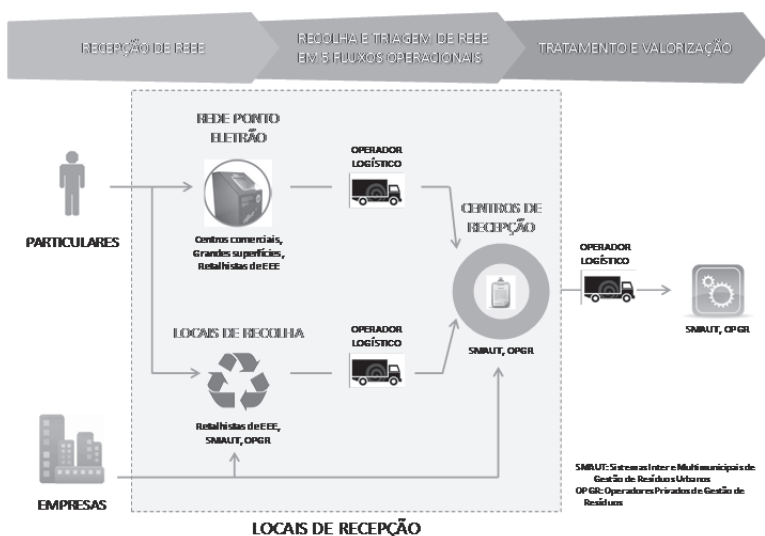 RECEPÇÃO DE REEE
RECOLHA E TRIAGEM DE REEE
EM 5 FLUXOS OPERACIONAIS
TRATAMENTO E VALORIZAÇÃO
REDE PONTO
ELETRÃO
OPERADOR
LOGÍSTICO
PARTICULARES
Centros comerciais,
Grandes superfícies,
Retalhistas de EEE
CENTROS DE
RECEPÇÃO
OPERADOR
LOGÍSTICO
SMAUT, OPGR
SMAUT, OPGR
LOCAIS DE RECOLHA
OPERADOR
LOGÍSTICO
Retalhistas de EEE,
SMAUT, OPGR
EMPRESAS
SMAUT: Sistemas Inter e Multimunicipais de
Gestão de Resíduos Urbanos
OPGR: Operadores Privados de Gestão de
Resíduos
LOCAIS DE RECEPÇÃO